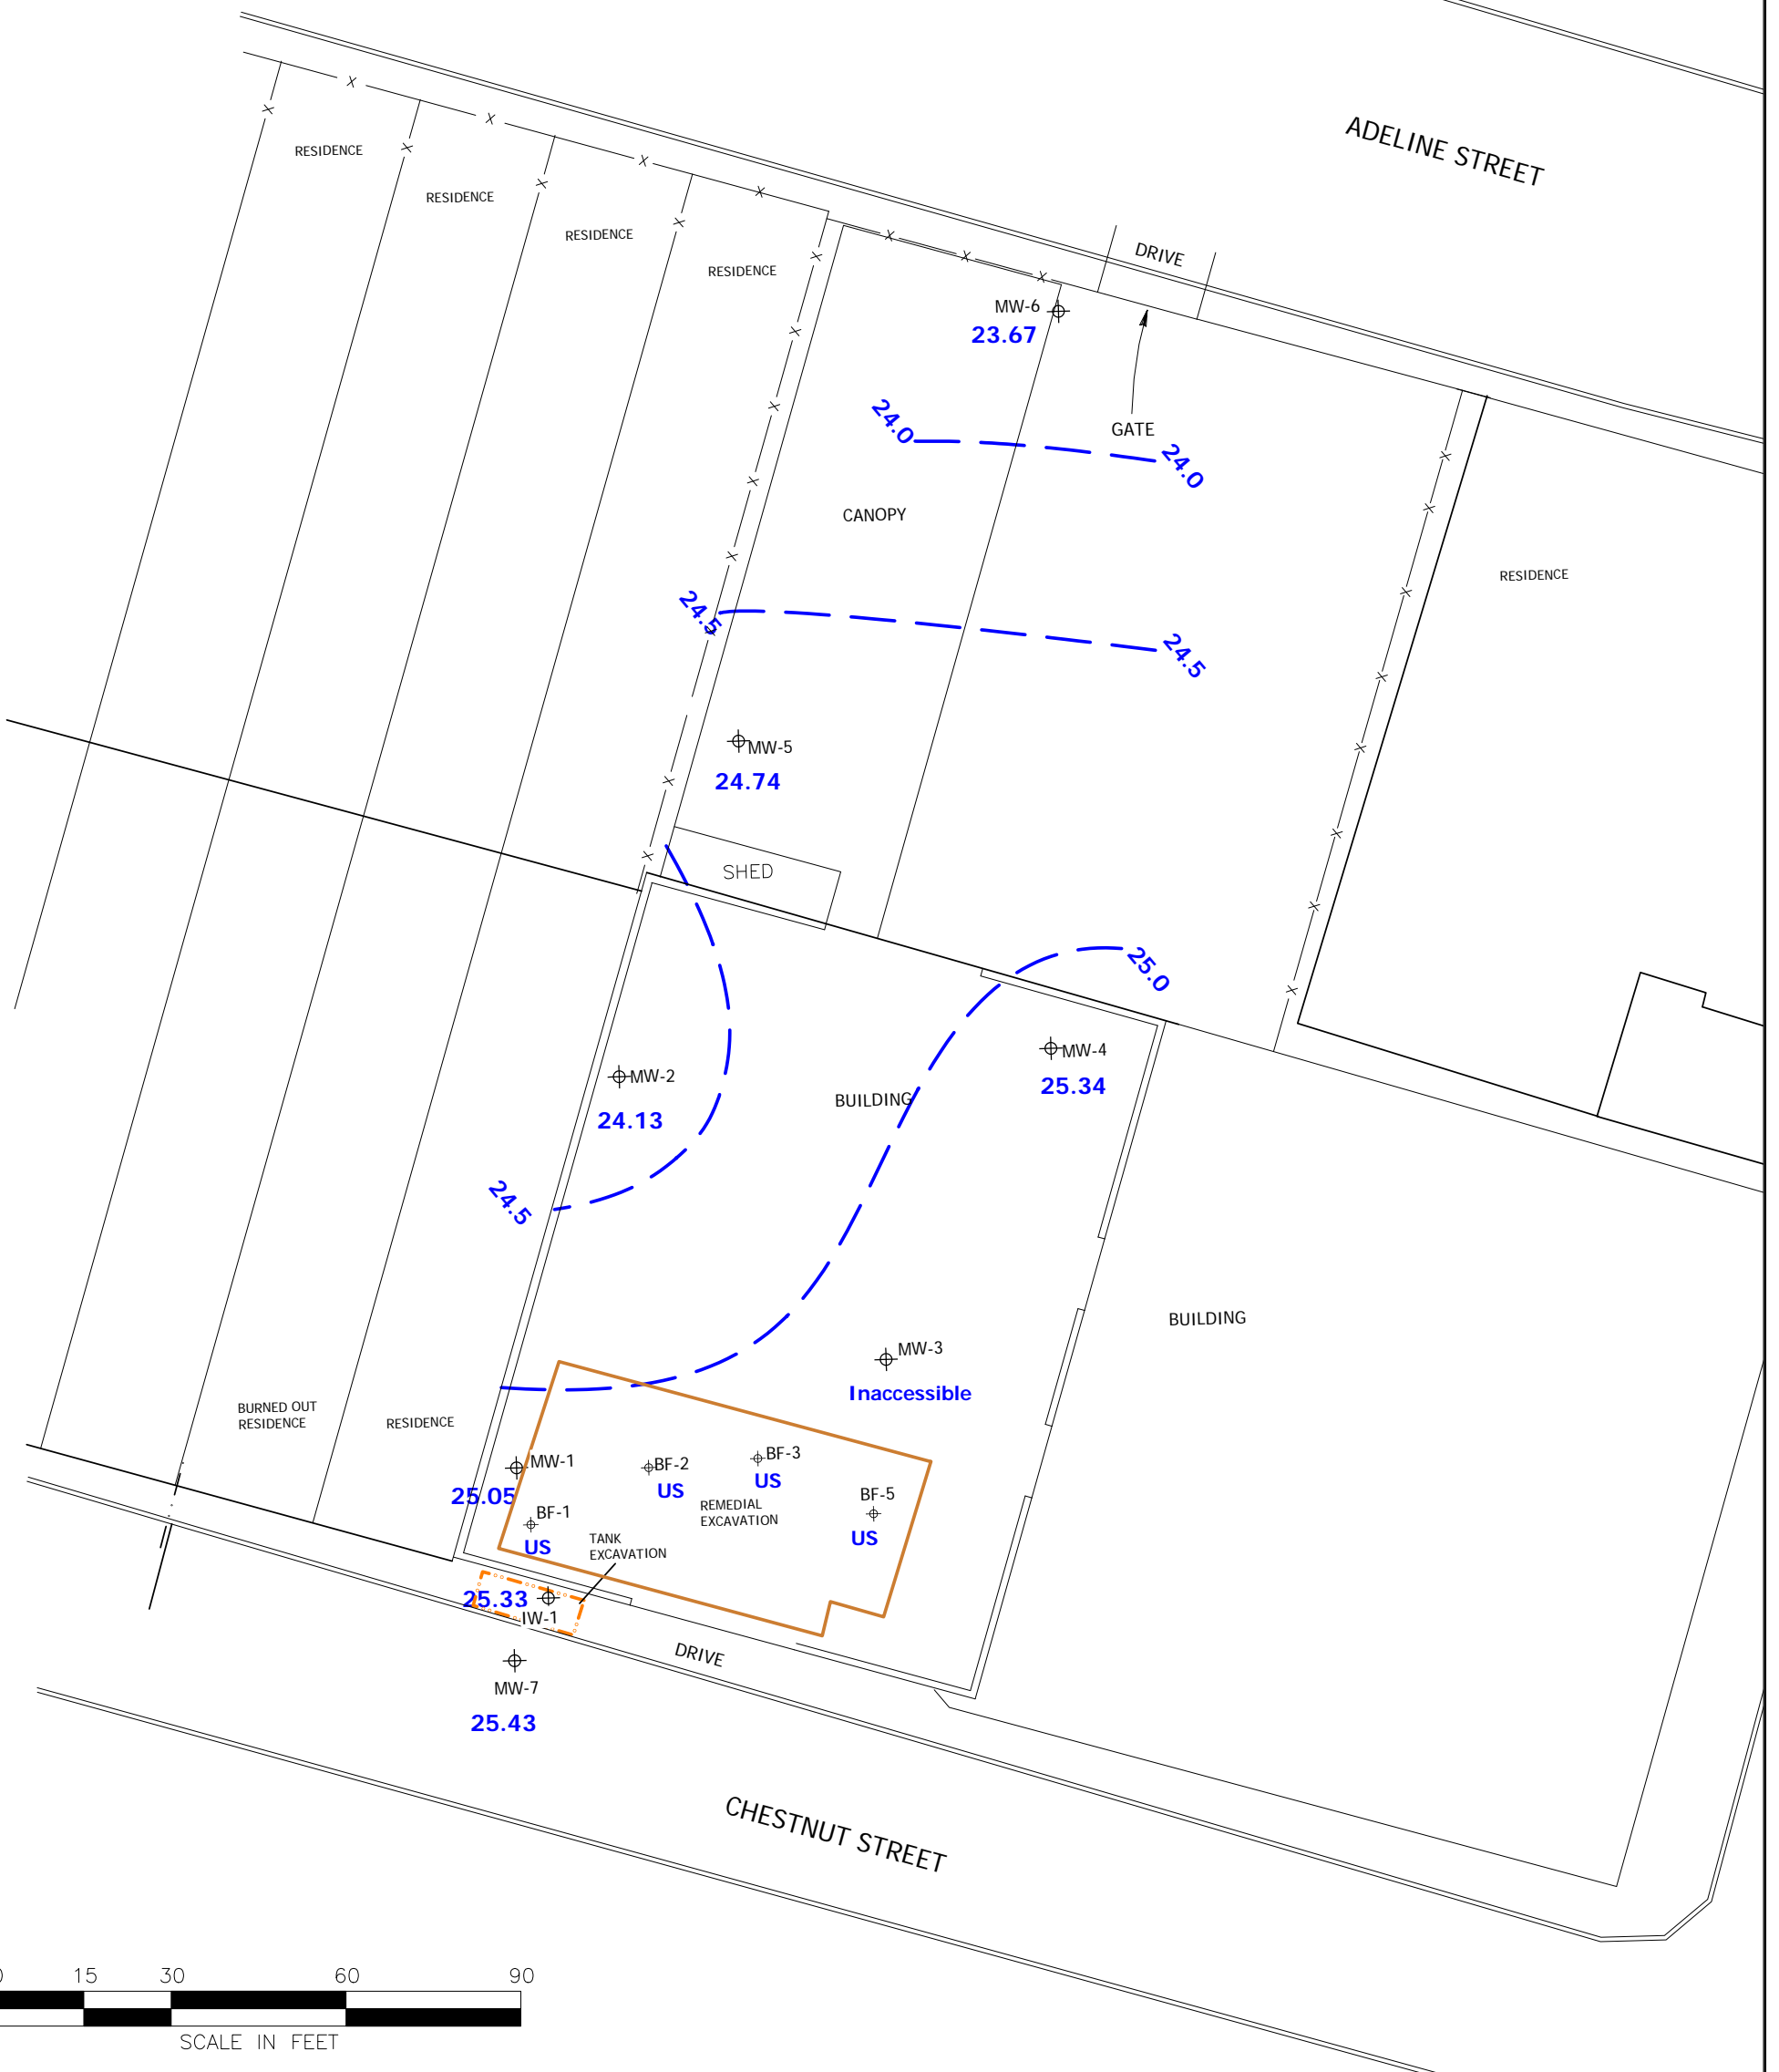 ADELINE STREET
RESIDENCE
RESIDENCE
RESIDENCE
RESIDENCE
DRIVE
MW-6
23.67
24.0
GATE
24.0
CANOPY
RESIDENCE
24.5
24.5
MW-5
24.74
SHED
25.0
MW-4
25.34
MW-2
24.13
BUILDING
24.5
BUILDING
MW-3
Inaccessible
BURNED OUT
RESIDENCE
RESIDENCE
MW-1
25.05
BF-2
US
BF-3
US
BF-5
US
REMEDIAL
EXCAVATION
BF-1
US
TANK
EXCAVATION
25.33
IW-1
DRIVE
MW-7
25.43
CHESTNUT STREET
15 30 60 90
SCALE IN FEET